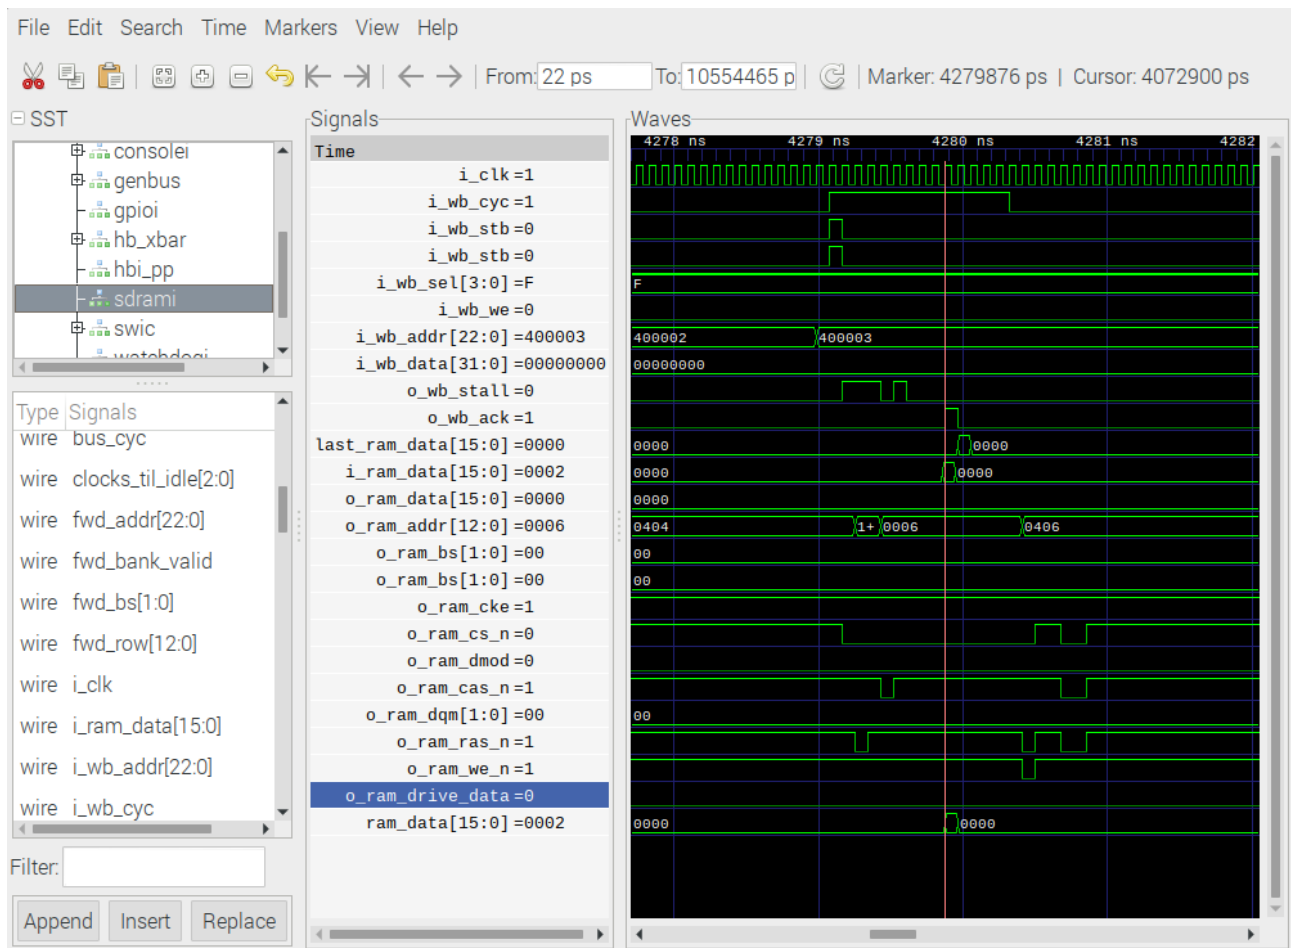 File Edit Search Time Markers View Help
From: 22 ps To: 10554465 p Marker: 4279876 ps | Cursor: 4072900 ps
SST
consolei
genbus
gpioi
hb_xbar
hbi_pp
sdrami
swic
watchdogi
Type Signals
wire bus_cyc
wire clocks_til_idle[2:0]
wire fwd_addr[22:0]
wire fwd_bank_valid
wire fwd_bs[1:0]
wire fwd_row[12:0]
wire i_clk
wire i_ram_data[15:0]
wire i_wb_addr[22:0]
wire i_wb_cyc
Filter:
Append Insert Replace
Signals
Time
i_clk=1
i_wb_cyc=1
i_wb_stb=0
i_wb_stb=0
i_wb_sel[3:0]=F
i_wb_we=0
i_wb_addr[22:0]=400003
i_wb_data[31:0]=00000000
o_wb_stall=0
o_wb_ack=1
last_ram_data[15:0]=0000
i_ram_data[15:0]=0002
o_ram_data[15:0]=0000
o_ram_addr[12:0]=0006
o_ram_bs[1:0]=00
o_ram_bs[1:0]=00
o_ram_cke=1
o_ram_cs_n=0
o_ram_dmod=0
o_ram_cas_n=1
o_ram_dqm[1:0]=00
o_ram_ras_n=1
o_ram_we_n=1
o_ram_drive_data=0
ram_data[15:0]=0002
Waves
4278 ns 4279 ns 4280 ns 4281 ns 4282
F
400002 400003
00000000
0000 0000
0000 0000
0000
0404 1+ 0006 0406
00
00
00
0000 0000